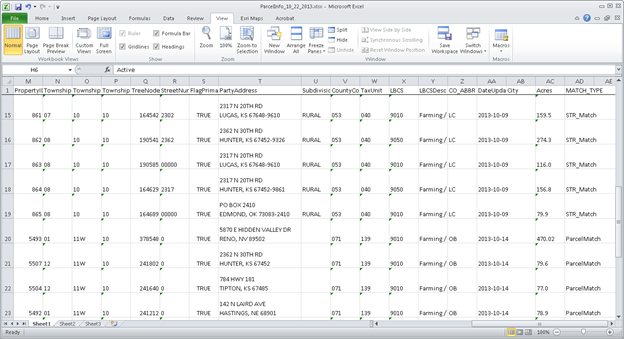 ParcelInfo_10_22_2013.xlsx - Microsoft Excel
File Home Insert Page Layout Formulas Data Review View Esri Maps Acrobat
Normal Page Layout Page Break Preview Custom Views Full Screen
Workbook Views
Ruler Formula Bar
Gridlines Headings
Show
Zoom 100% Zoom to Selection
Zoom
New Window Arrange All Freeze Panes
Split View Side by Side
Hide Synchronous Scrolling
Unhide Reset Window Position
Window
Save Workspace Switch Windows
Macros
Macros
H6 fx Active
M N O P Q R S T U V W X Y Z AA AB AC AD AE
1 PropertyI Township Township Township TreeNode StreetNur FlagPrima PartyAddress Subdivisic CountyCo TaxUnit LBCS LBCSDesc CO_ABBR DateUpda City Acres MATCH_TYPE
2317 N 20TH RD
15 861 07 10 10 164542 2302 TRUE LUCAS, KS 67648-9610 RURAL 053 040 9010 Farming / LC 2013-10-09 159.5 STR_Match
2362 N 30TH RD
16 862 08 10 10 190541 2362 TRUE HUNTER, KS 67452-9326 RURAL 053 040 9050 Farming / LC 2013-10-09 274.3 STR_Match
2317 N 20TH RD
17 863 08 10 10 190585 00000 TRUE LUCAS, KS 67648-9610 RURAL 053 040 9010 Farming / LC 2013-10-09 116.0 STR_Match
2317 N 20TH RD
18 864 08 10 10 164629 2317 TRUE HUNTER, KS 67452-9861 RURAL 053 040 9050 Farming / LC 2013-10-09 156.8 STR_Match
PO BOX 2410
19 865 08 10 10 164689 00000 TRUE EDMOND, OK 73083-2410 RURAL 053 040 9010 Farming / LC 2013-10-09 79.9 STR_Match
5870 E HIDDEN VALLEY DR
20 5493 01 11W 10 378548 0 TRUE RENO, NV 89502 071 139 9010 Farming / OB 2013-10-14 470.02 ParcelMatch
2362 N 30TH RD
21 5507 12 11W 10 241802 0 TRUE HUNTER, KS 67452 071 139 9010 Farming / OB 2013-10-14 79.6 ParcelMatch
784 HWY 181
22 5504 12 11W 10 241640 0 TRUE TIPTON, KS 67485 071 139 9010 Farming / OB 2013-10-14 77.0 ParcelMatch
142 N LAIRD AVE
23 5492 01 11W 10 241212 0 TRUE HASTINGS, NE 68901 071 139 9010 Farming / OB 2013-10-14 78.9 ParcelMatch
Sheet1 Sheet2 Sheet3
Ready 100%